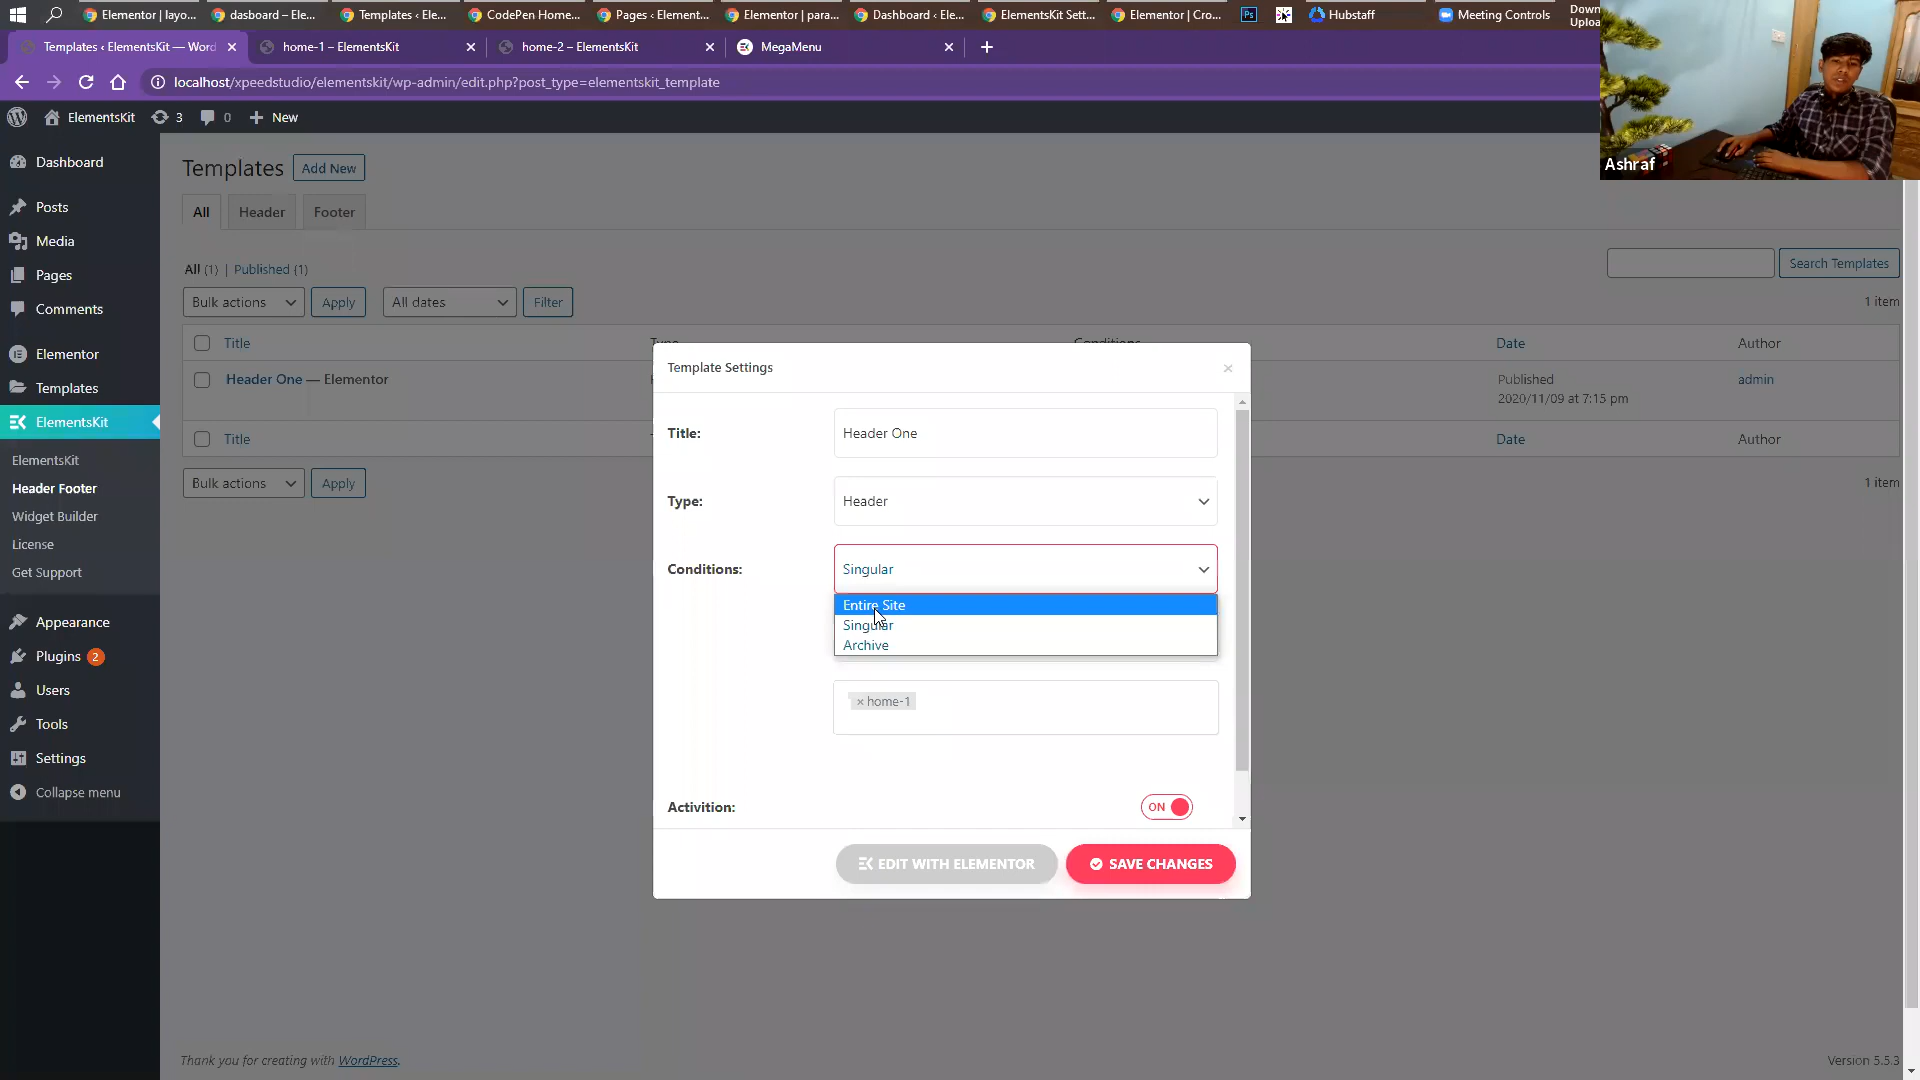 Elementor | layo...
dasboard – Ele...
Templates ‹ Ele...
CodePen Home...
Pages ‹ Element...
Elementor | para...
Dashboard ‹ Ele...
ElementsKit Sett...
Elementor | Cro...
Ps
Hubstaff
Meeting Controls
Down
Uploa
Templates ‹ ElementsKit — Word
home-1 – ElementsKit
home-2 – ElementsKit
MegaMenu
localhost/xpeedstudio/elementskit/wp-admin/edit.php?post_type=elementskit_template
ElementsKit
3
0
New
Ashraf
Dashboard
Posts
Media
Pages
Comments
Elementor
Templates
ElementsKit
ElementsKit
Header Footer
Widget Builder
License
Get Support
Appearance
Plugins 2
Users
Tools
Settings
Collapse menu
Templates Add New
All Header Footer
All (1) | Published (1)
Search Templates
Bulk actions Apply All dates Filter
1 item
Title Date Author
Header One — Elementor
Published
2020/11/09 at 7:15 pm
admin
Title Date Author
Bulk actions Apply
1 item
Template Settings ×
Title: Header One
Type: Header
Conditions: Singular
Entire Site
Singular
Archive
× home-1
Activition: ON
EDIT WITH ELEMENTOR SAVE CHANGES
Thank you for creating with WordPress.
Version 5.5.3